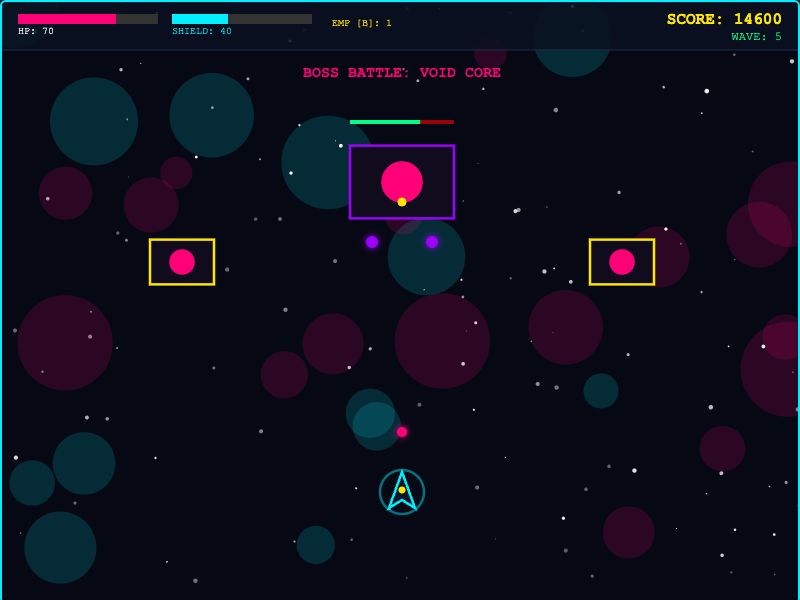 HP: 70
SHIELD: 40
EMP [B]: 1
SCORE: 14600
WAVE: 5
BOSS BATTLE: VOID CORE